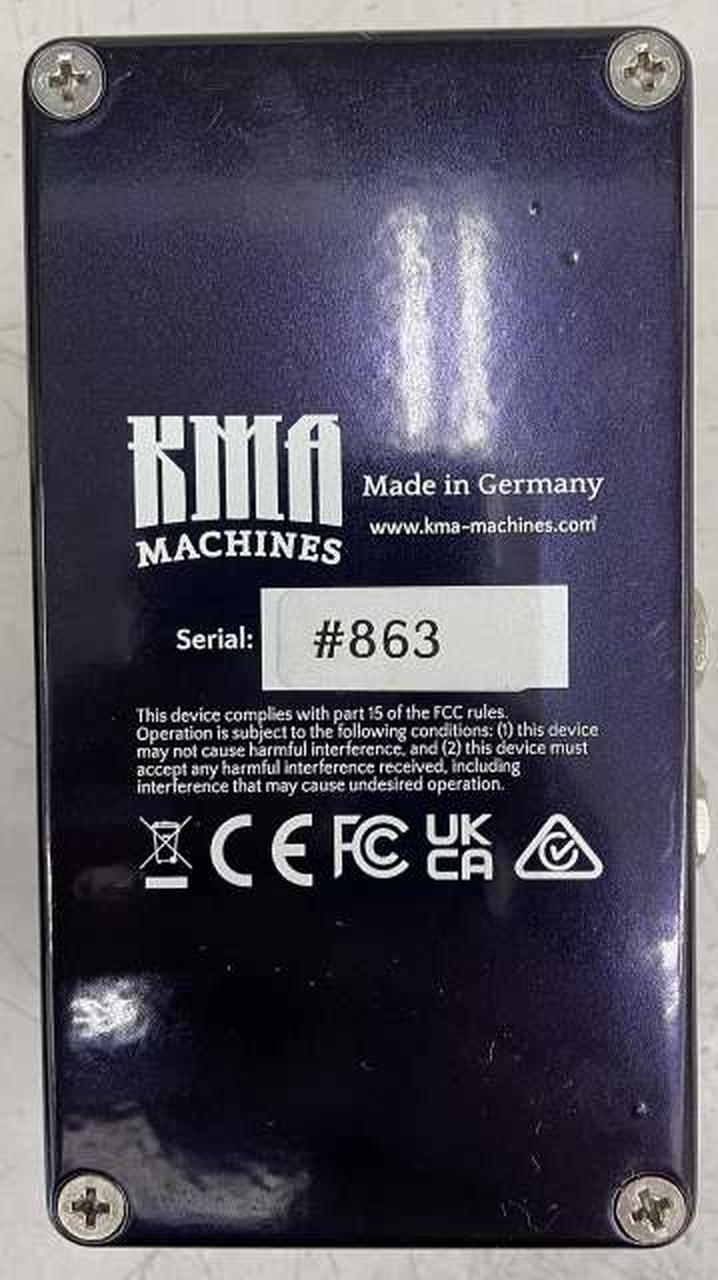 KMA
MACHINES
Made in Germany
www.kma-machines.com
Serial: #863
This device complies with part 15 of the FCC rules.
Operation is subject to the following conditions: (1) this device
may not cause harmful interference, and (2) this device must
accept any harmful interference received, including
interference that may cause undesired operation.
CE FC UK
CA